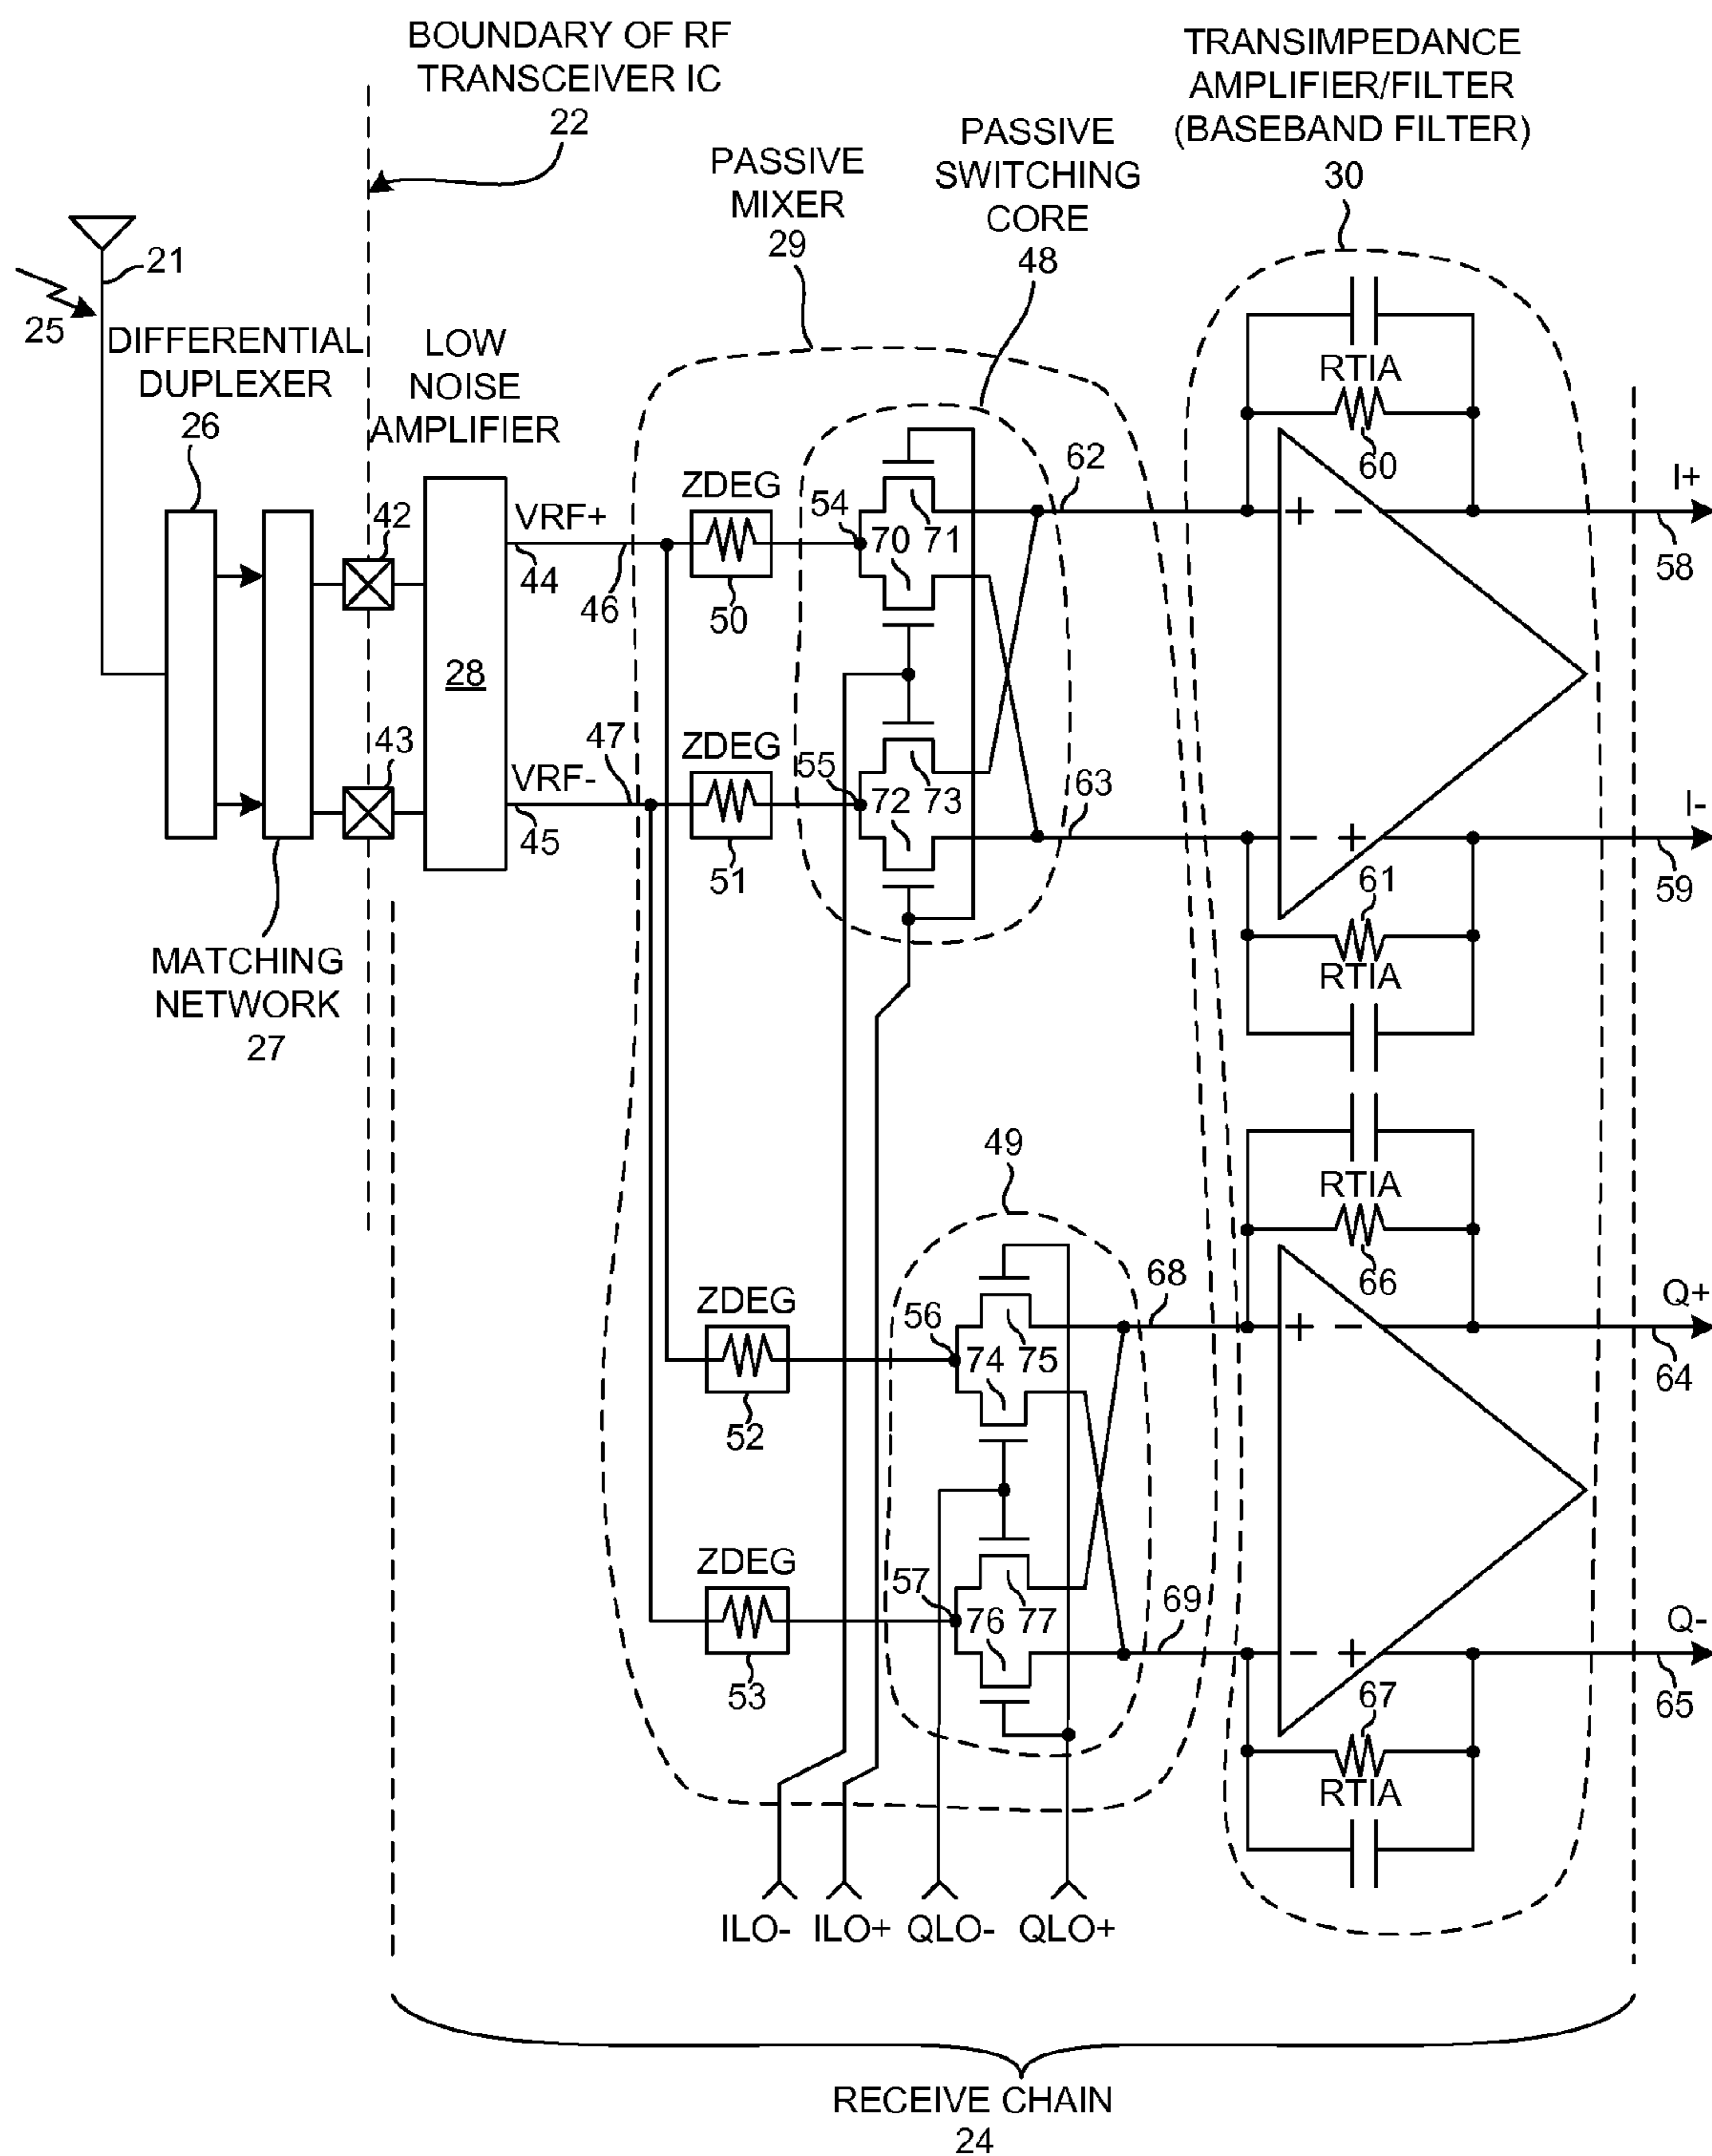 BOUNDARY OF RF
TRANSCEIVER IC
22
TRANSIMPEDANCE
AMPLIFIER/FILTER
(BASEBAND FILTER)
30
PASSIVE
MIXER
29
PASSIVE
SWITCHING
CORE
48
21
25
DIFFERENTIAL
DUPLEXER
26
LOW
NOISE
AMPLIFIER
28
MATCHING
NETWORK
27
42
43
VRF+
44
46
VRF-
45
47
ZDEG
50
ZDEG
51
54
70
71
55
72
73
62
63
RTIA
60
+ -
- +
61
RTIA
I+
58
I-
59
49
ZDEG
52
ZDEG
53
56
74
75
57
76
77
68
69
RTIA
66
+ -
- +
67
RTIA
Q+
64
Q-
65
ILO- ILO+ QLO- QLO+
RECEIVE CHAIN
24